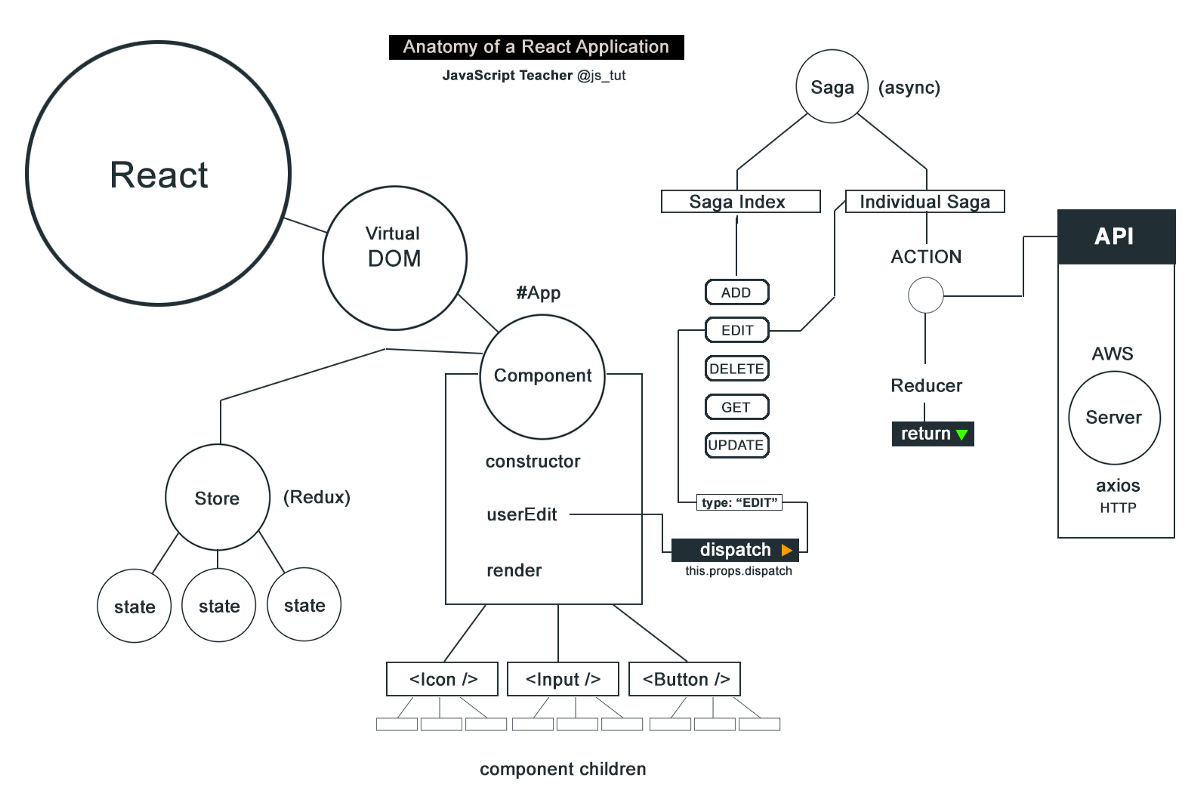 Anatomy of a React Application
JavaScript Teacher @js_tut
React
Virtual
DOM
#App
Component
constructor
userEdit
render
Store
(Redux)
state
state
state
<Icon />
<Input />
<Button />
component children
Saga
(async)
Saga Index
Individual Saga
ADD
EDIT
DELETE
GET
UPDATE
type: “EDIT”
dispatch
this.props.dispatch
ACTION
Reducer
return
API
AWS
Server
axios
HTTP